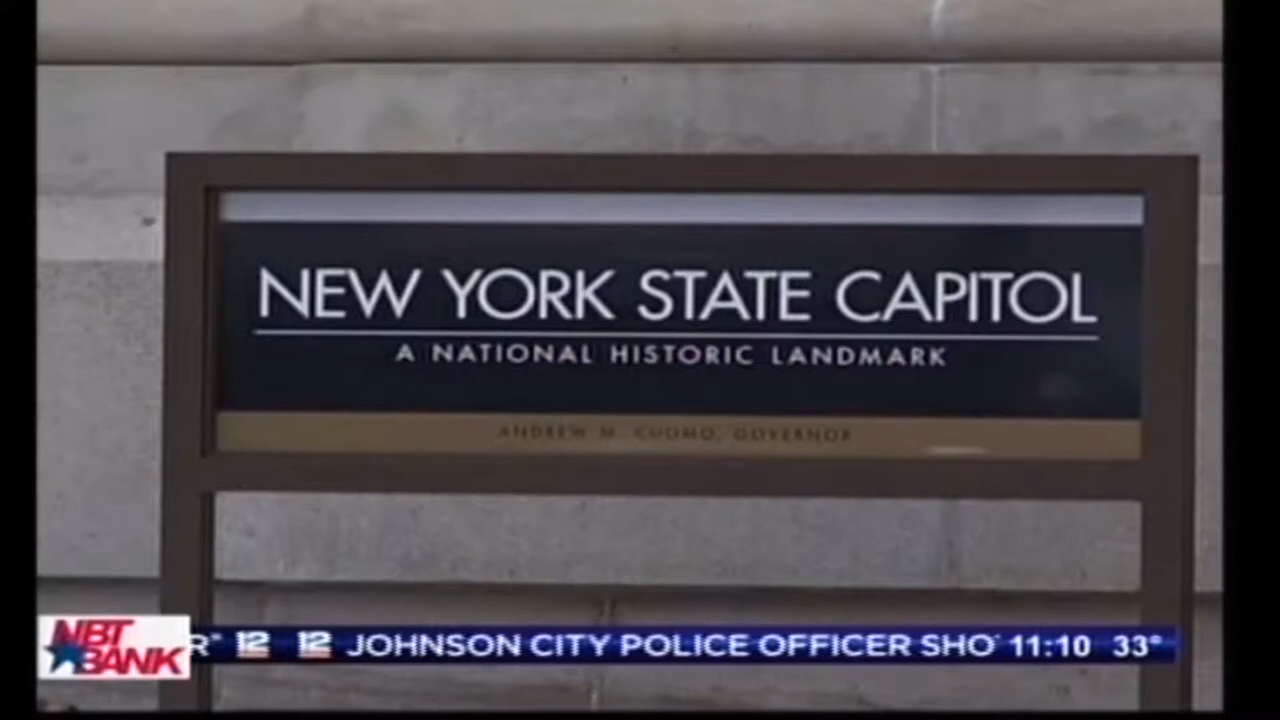 NEW YORK STATE CAPITOL
A NATIONAL HISTORIC LANDMARK
ANDREW M. CUOMO, GOVERNOR
NBT
BANK
R" 12 12 JOHNSON CITY POLICE OFFICER SHO 11:10 33°